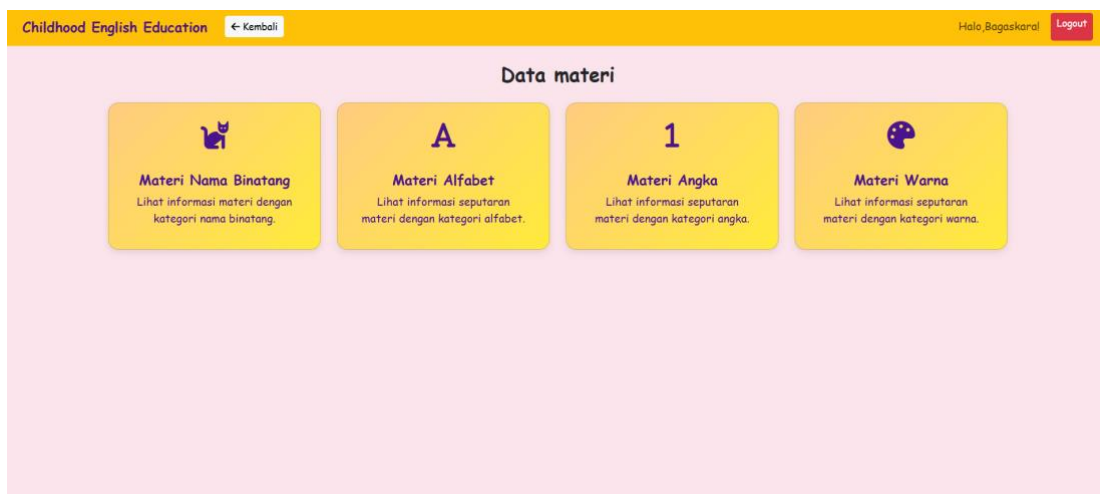 Childhood English Education
← Kembali
Halo,Bagaskara!
Logout
Data materi
A
1
Materi Nama Binatang
Lihat informasi materi dengan
kategori nama binatang.
Materi Alfabet
Lihat informasi seputaran
materi dengan kategori alfabet.
Materi Angka
Lihat informasi seputaran
materi dengan kategori angka.
Materi Warna
Lihat informasi seputaran
materi dengan kategori warna.